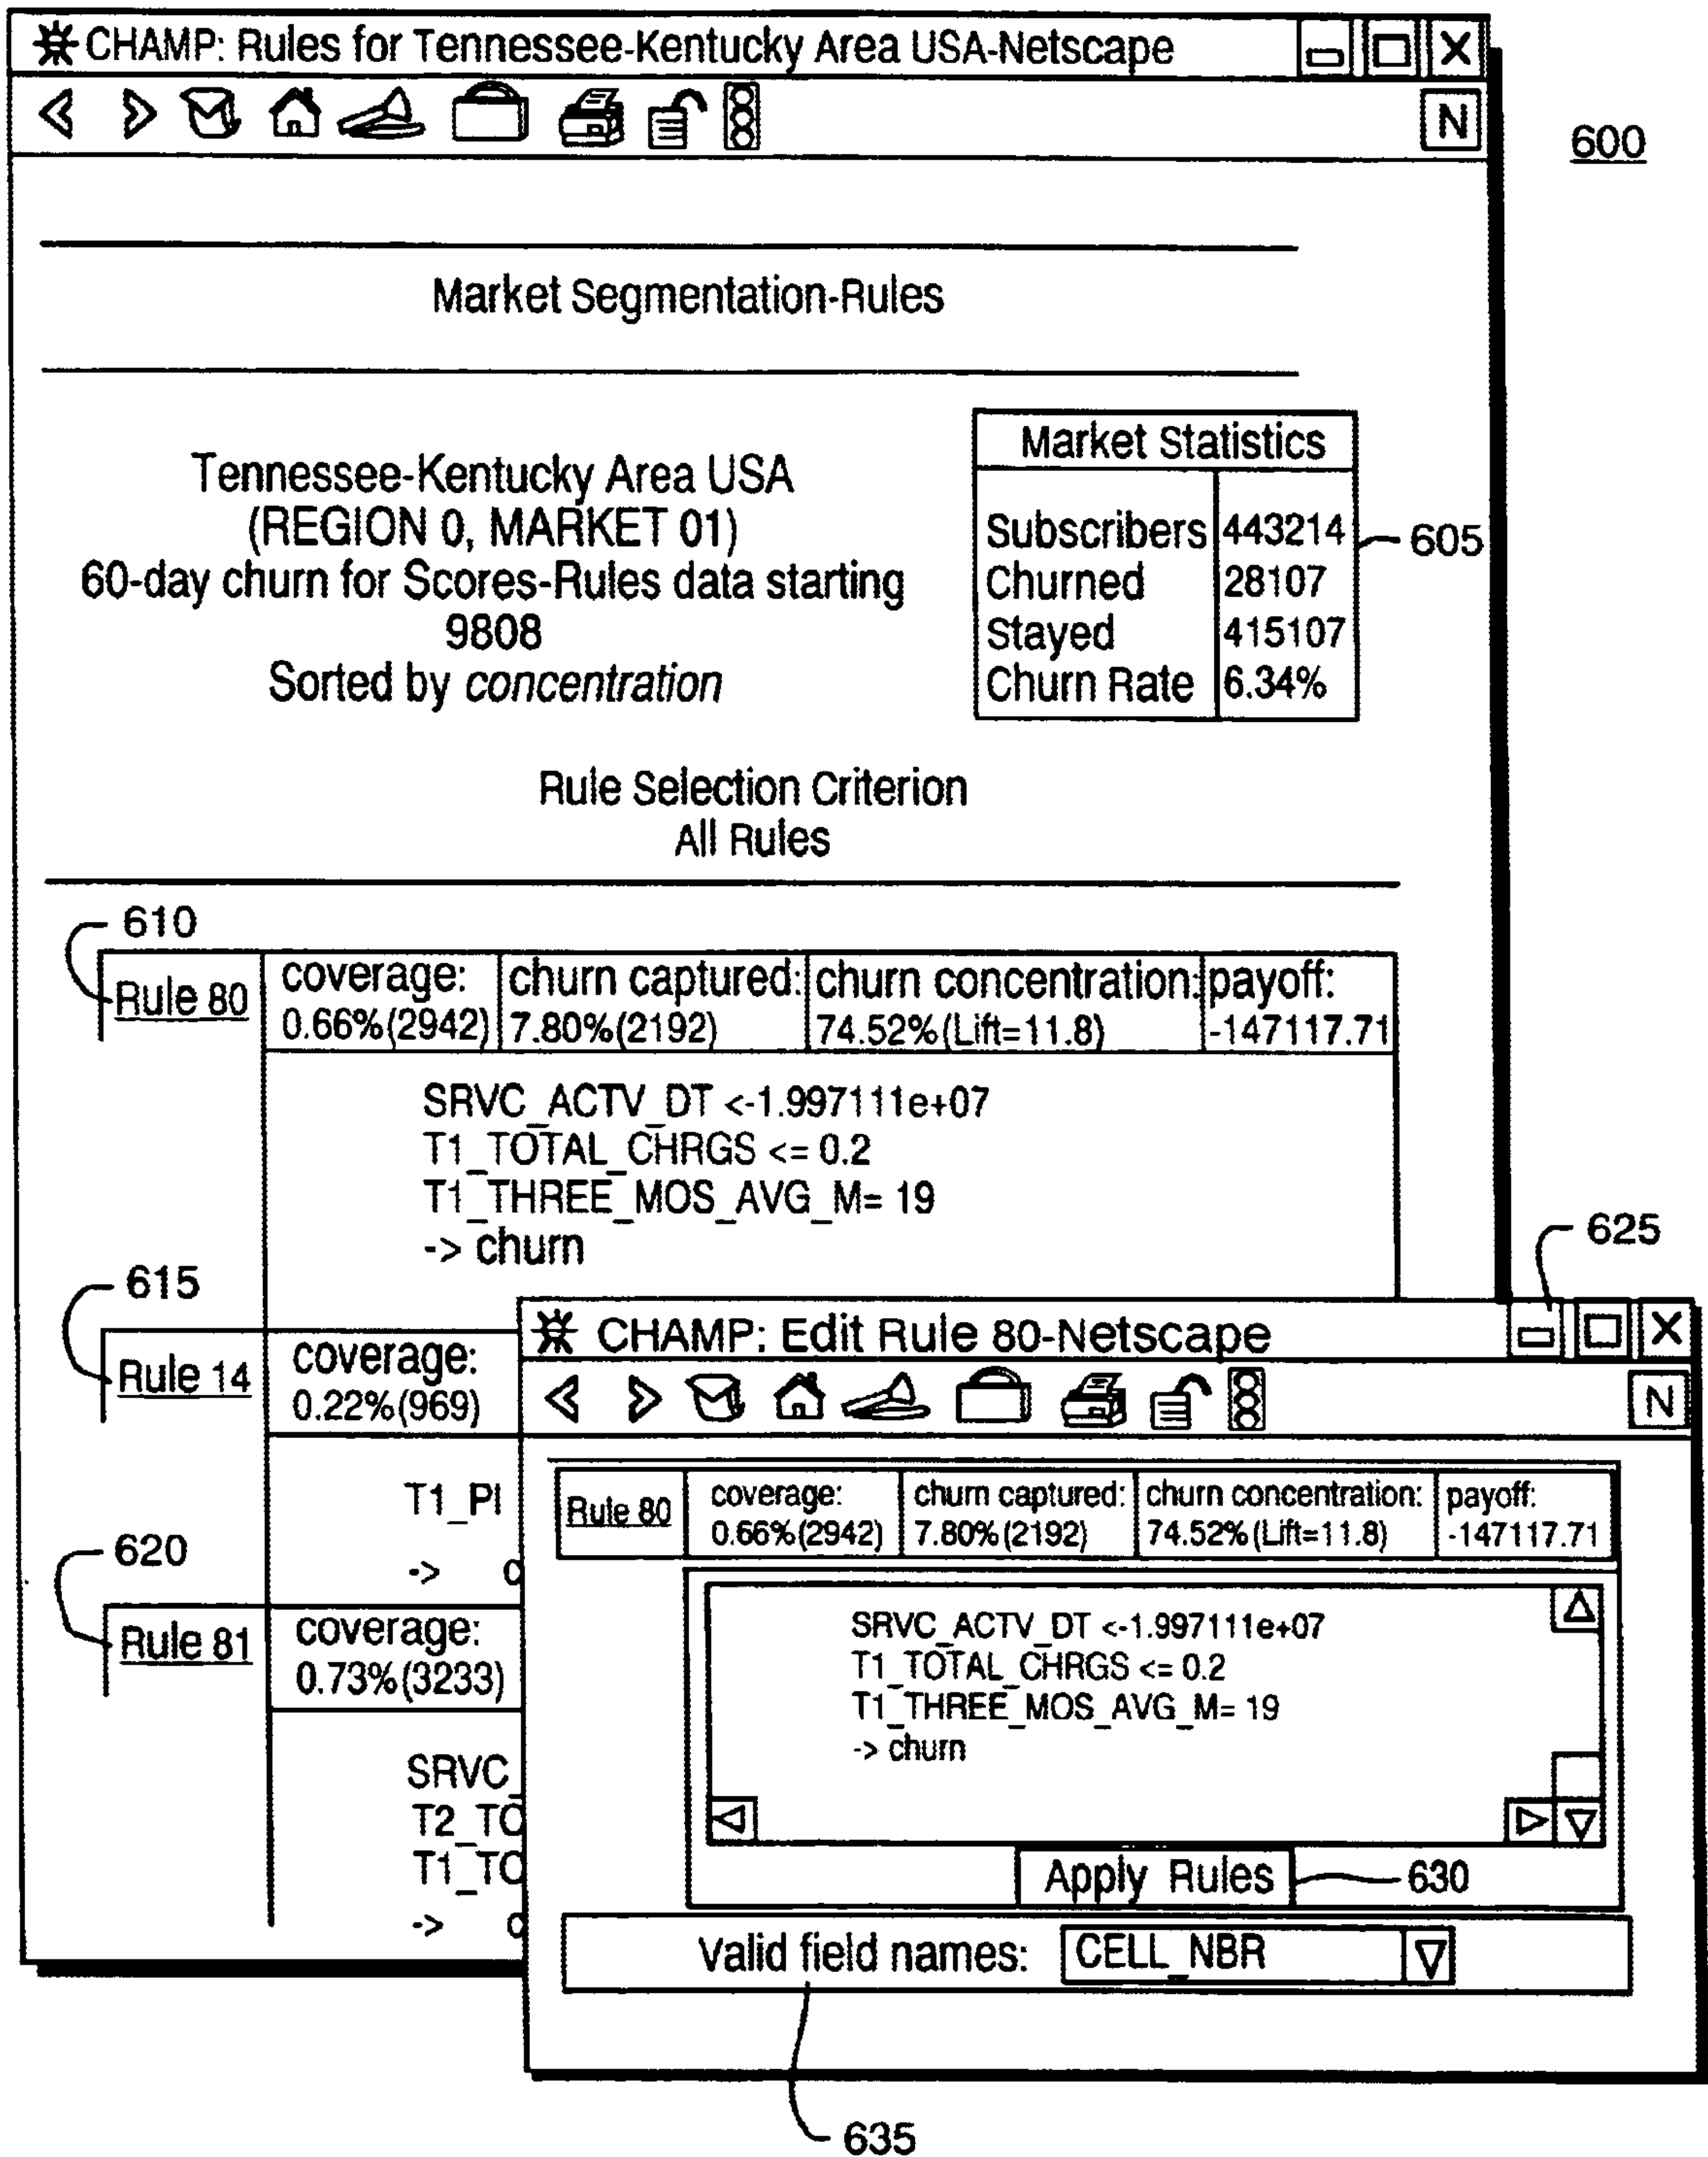 CHAMP: Rules for Tennessee-Kentucky Area USA-Netscape
N
600
Market Segmentation-Rules
Tennessee-Kentucky Area USA
(REGION 0, MARKET 01)
60-day churn for Scores-Rules data starting
9808
Sorted by concentration
Market Statistics
Subscribers 443214
Churned 28107
Stayed 415107
Churn Rate 6.34%
605
Rule Selection Criterion
All Rules
610
Rule 80
coverage: churn captured: churn concentration: payoff:
0.66%(2942) 7.80%(2192) 74.52%(Lift=11.8) -147117.71
SRVC_ACTV_DT <-1.997111e+07
T1_TOTAL_CHRGS <= 0.2
T1_THREE_MOS_AVG_M= 19
-> churn
615
Rule 14
coverage:
0.22%(969)
T1_PI
->
620
Rule 81
coverage:
0.73%(3233)
SRVC_
T2_TO
T1_TO
->
625
CHAMP: Edit Rule 80-Netscape
N
Rule 80
coverage: churn captured: churn concentration: payoff:
0.66%(2942) 7.80%(2192) 74.52%(Lift=11.8) -147117.71
SRVC_ACTV_DT <-1.997111e+07
T1_TOTAL_CHRGS <= 0.2
T1_THREE_MOS_AVG_M= 19
-> churn
Apply Rules
630
Valid field names: CELL_NBR
635